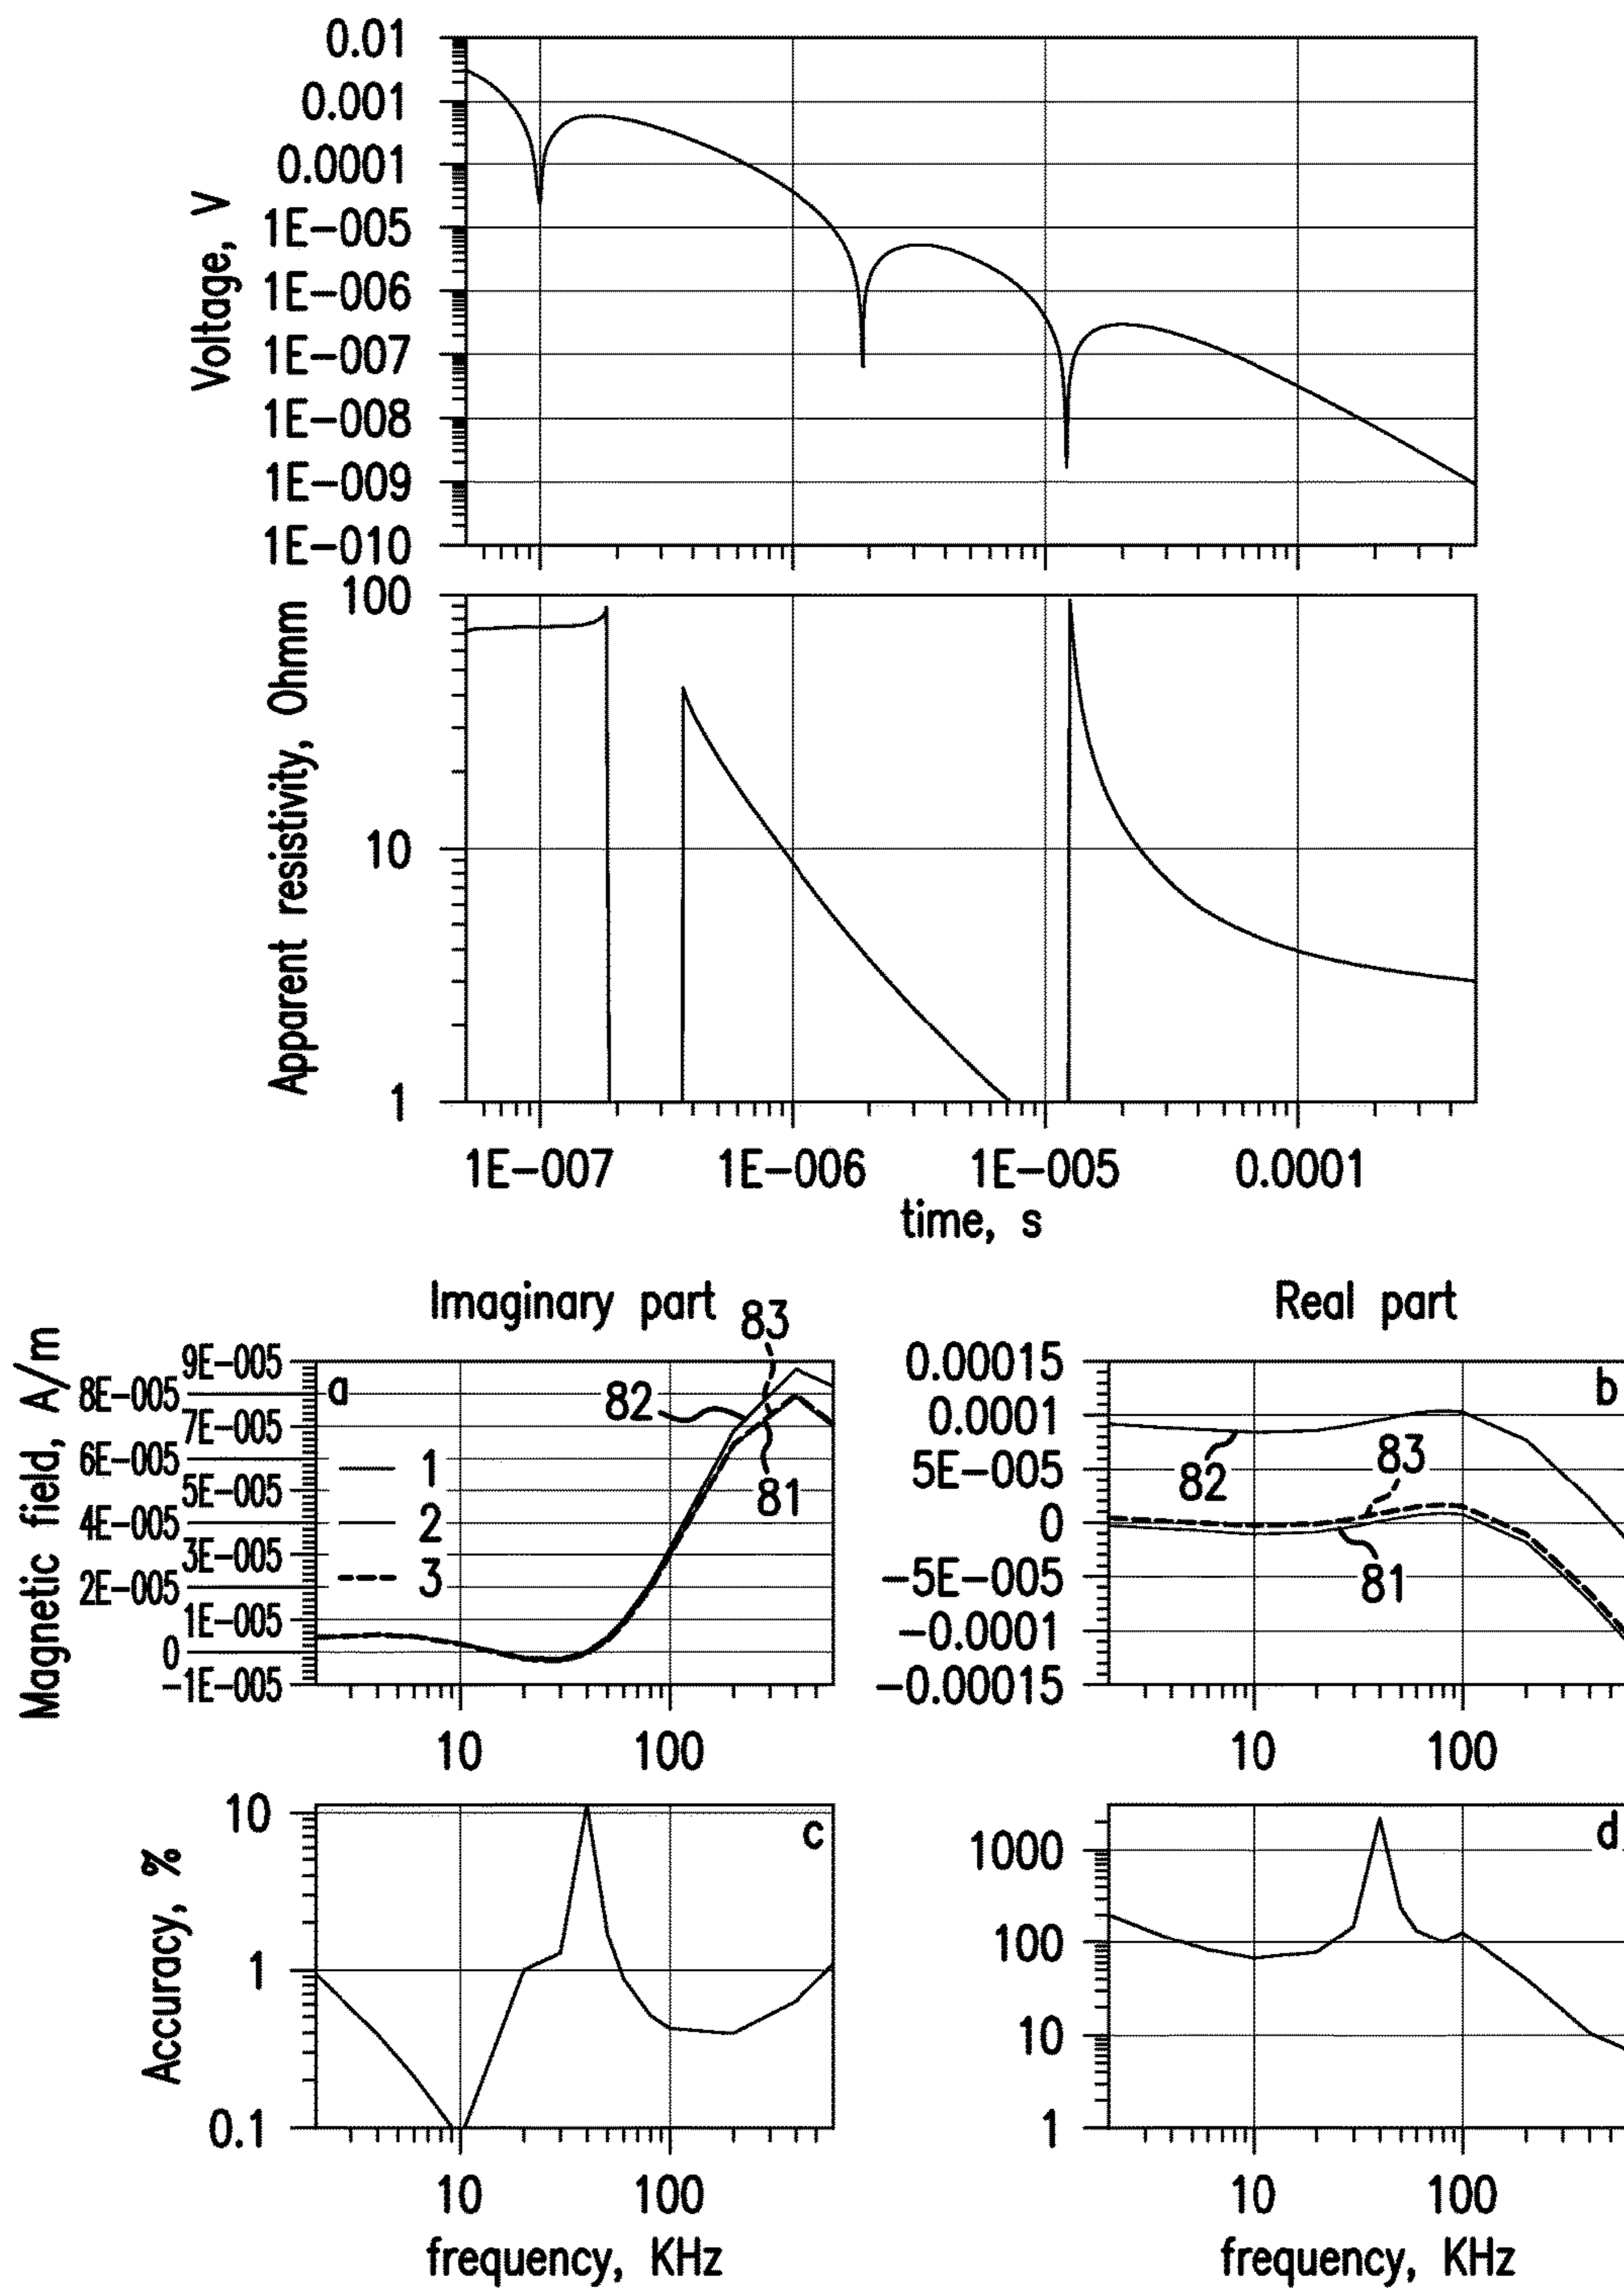 0.01
0.001
0.0001
1E-005
1E-006
1E-007
1E-008
1E-009
1E-010
Voltage, V
100
10
1
Apparent resistivity, Ohmm
1E-007 1E-006 1E-005 0.0001
time, s
Imaginary part
83
9E-005
8E-005
7E-005
6E-005
5E-005
4E-005
3E-005
2E-005
1E-005
0
-1E-005
Magnetic field, A/m
a
82
1
81
2
3
10 100
Real part
0.00015
0.0001
5E-005
0
-5E-005
-0.0001
-0.00015
b
82
83
81
10 100
10
1
0.1
Accuracy, %
c
10 100
frequency, KHz
1000
100
10
1
d
10 100
frequency, KHz